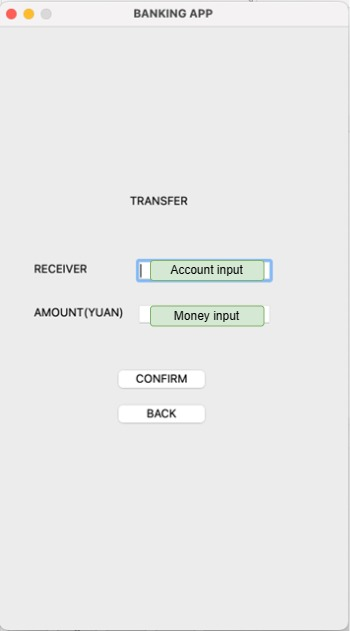 BANKING APP
TRANSFER
RECEIVER Account input
AMOUNT(YUAN) Money input
CONFIRM
BACK